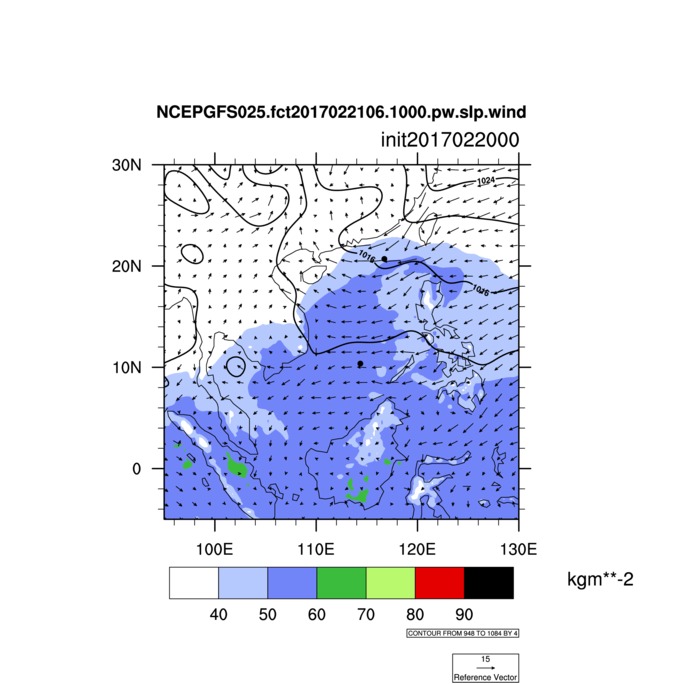 NCEPGFS025.fct2017022106.1000.pw.slp.wind
init2017022000
30N
1024
20N
1016
1016
10N
0
100E 110E 120E 130E
40 50 60 70 80 90
kgm**-2
CONTOUR FROM 948 TO 1084 BY 4
15
Reference Vector